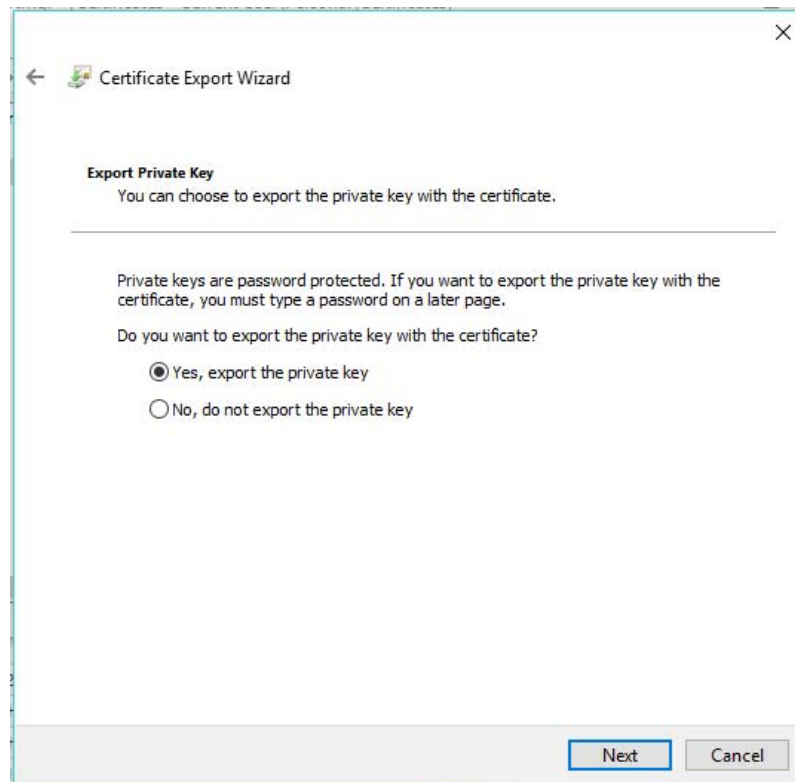 Certificate Export Wizard
Export Private Key
You can choose to export the private key with the certificate.
Private keys are password protected. If you want to export the private key with the
certificate, you must type a password on a later page.
Do you want to export the private key with the certificate?
Yes, export the private key
No, do not export the private key
Next
Cancel